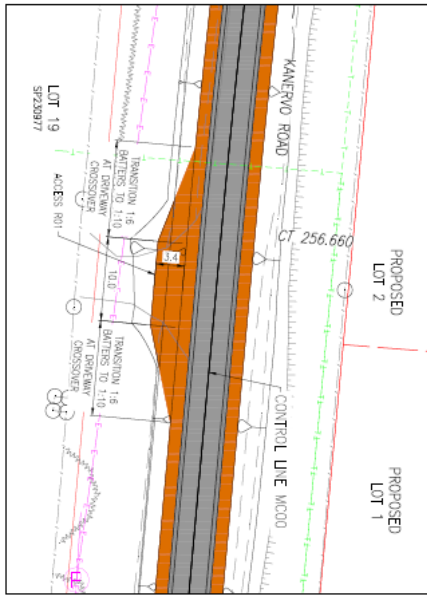 KANERVO ROAD
LOT 19
SP230977
TRANSITION 1:6
BATTERS TO 1:10
AT DRIVEWAY
CROSSOVER
ACCESS R01
3.4
10.0
CT 256.660
PROPOSED
LOT 2
TRANSITION 1:6
BATTERS TO 1:10
AT DRIVEWAY
CROSSOVER
CONTROL LINE MC00
PROPOSED
LOT 1